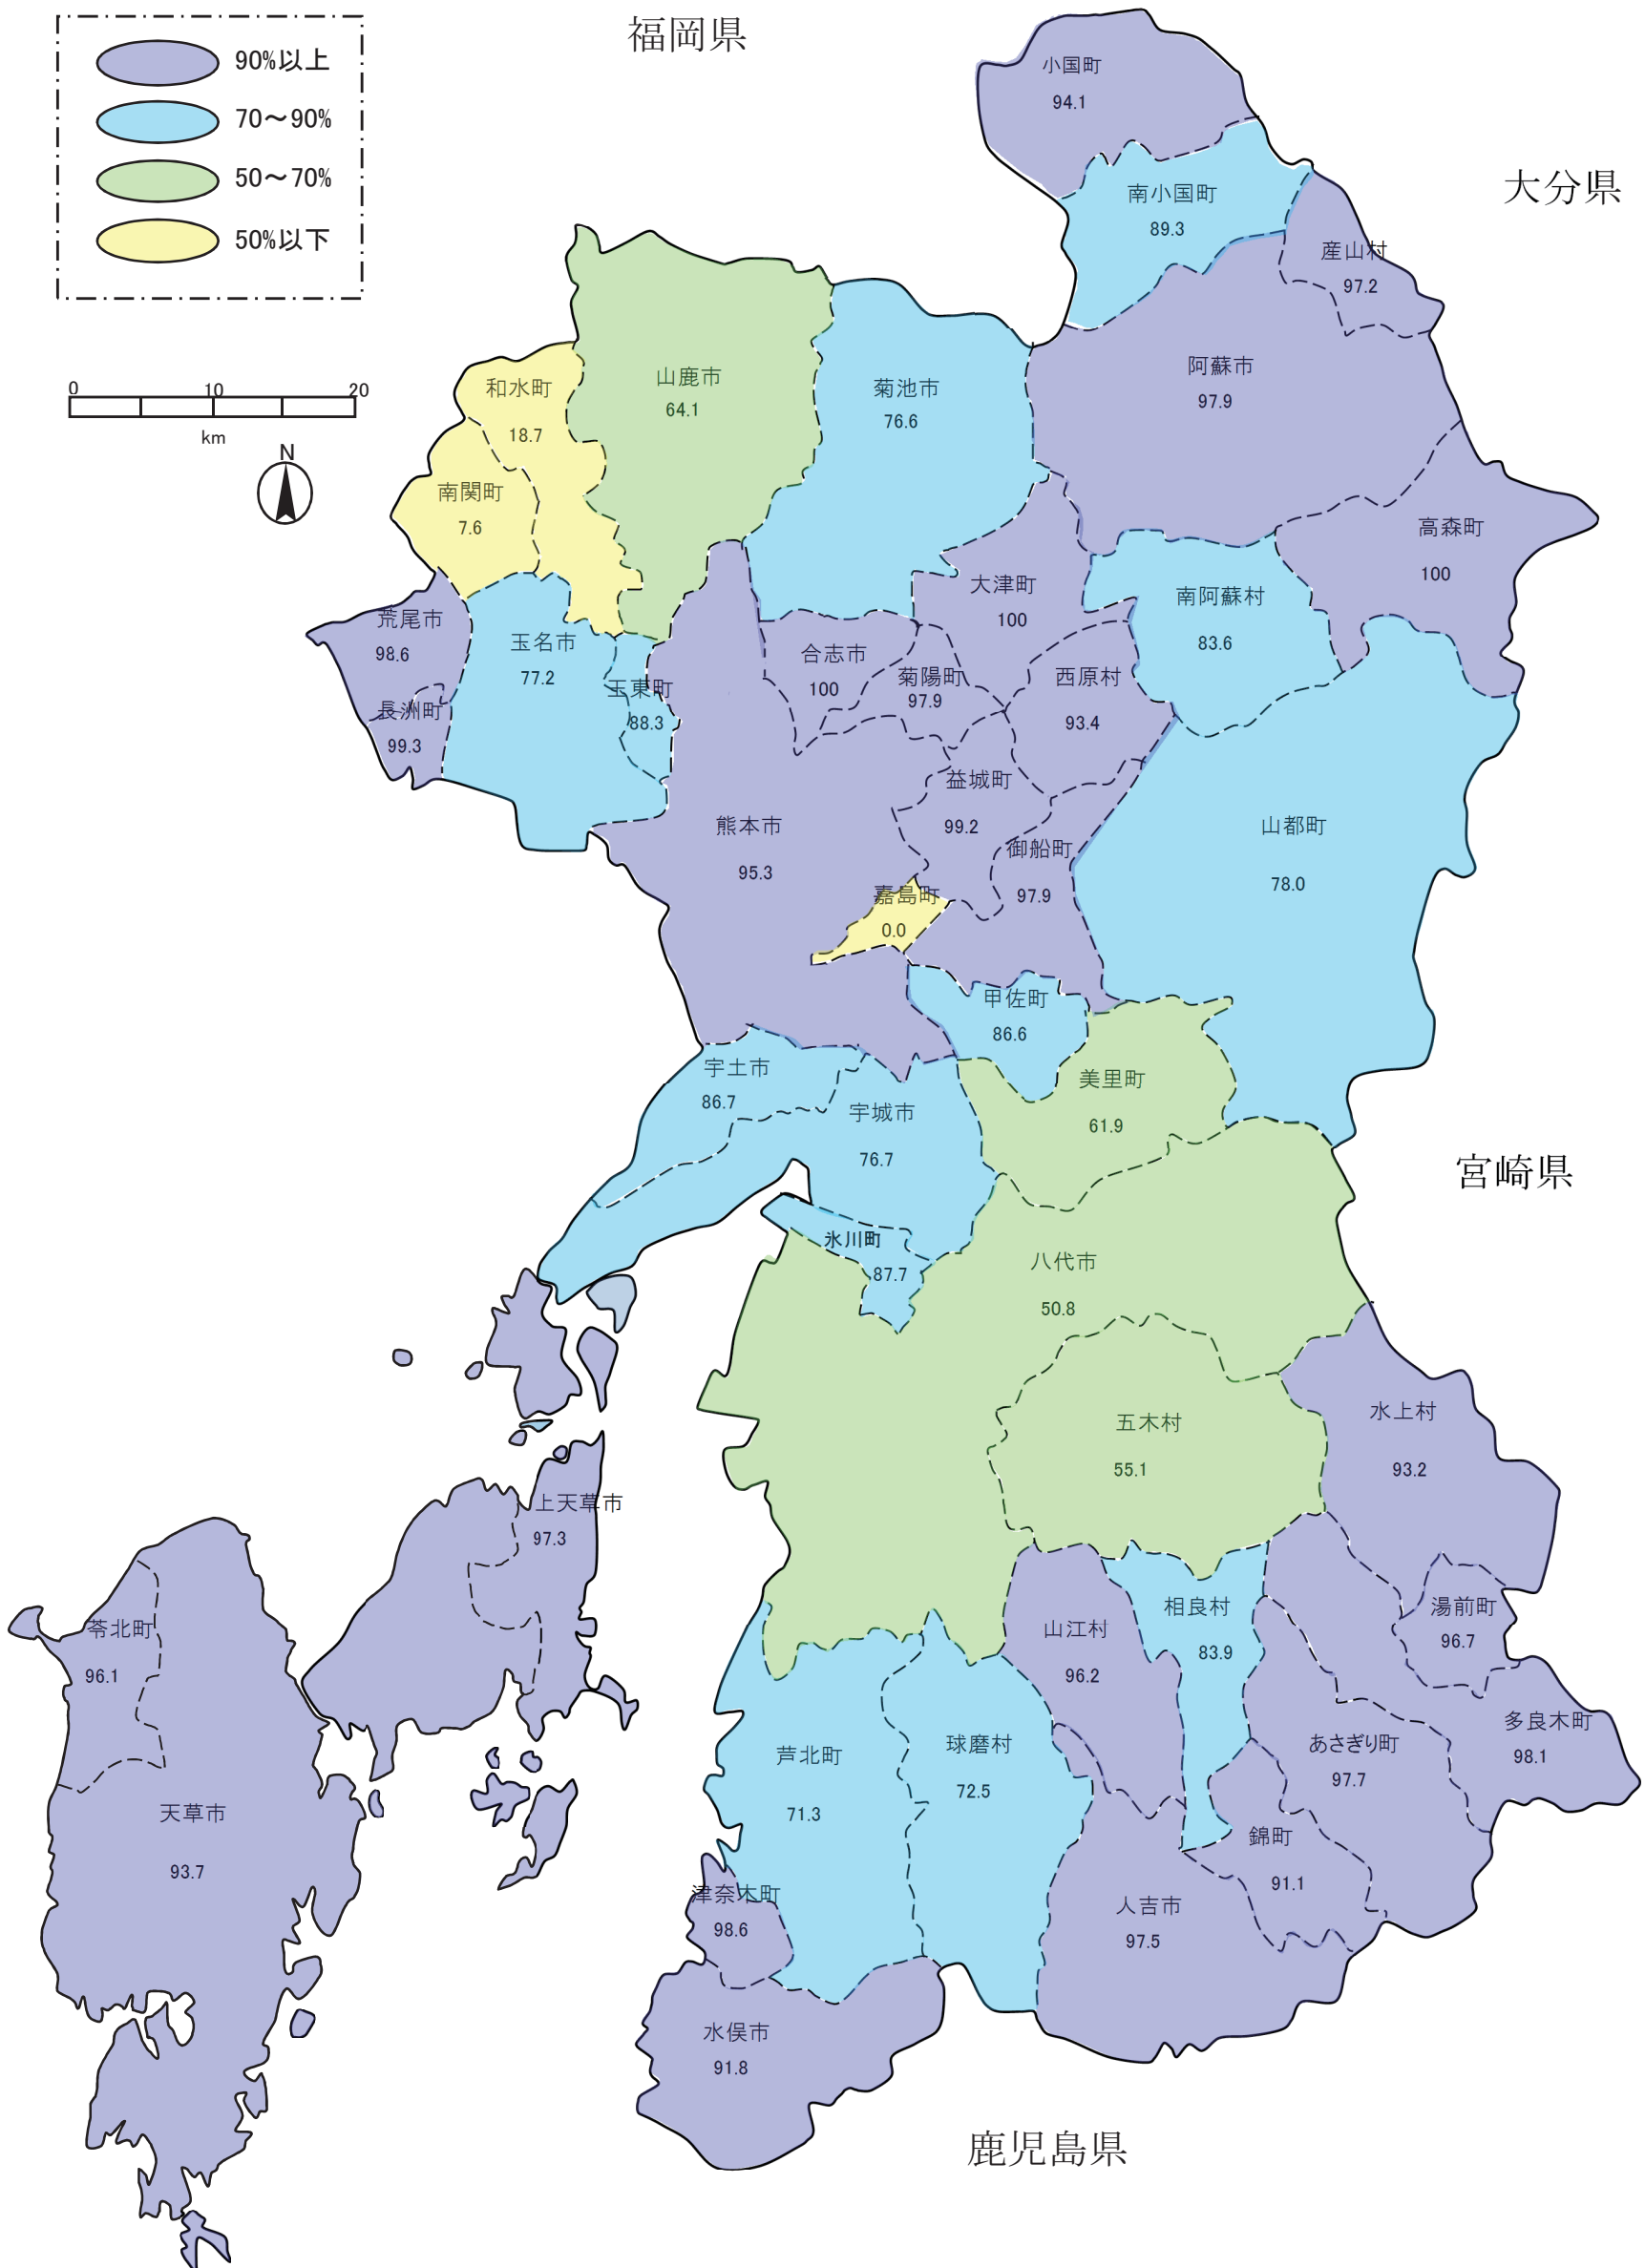 90%以上
70～90%
50～70%
50%以下
福岡県
大分県
小国町
94.1
南小国町
89.3
産山村
97.2
0 10 20
km
N
和水町
18.7
山鹿市
64.1
菊池市
76.6
阿蘇市
97.9
南関町
7.6
高森町
100
大津町
100
南阿蘇村
83.6
荒尾市
98.6
玉名市
77.2
玉東町
88.3
合志市
100
菊陽町
97.9
西原村
93.4
長洲町
99.3
益城町
99.2
熊本市
95.3
御船町
97.9
山都町
78.0
嘉島町
0.0
甲佐町
86.6
宇土市
86.7
美里町
61.9
宇城市
76.7
宮崎県
氷川町
87.7
八代市
50.8
五木村
55.1
水上村
93.2
上天草市
97.3
苓北町
96.1
山江村
96.2
相良村
83.9
湯前町
96.7
多良木町
98.1
あさぎり町
97.7
芦北町
71.3
球磨村
72.5
天草市
93.7
錦町
91.1
津奈木町
98.6
人吉市
97.5
水俣市
91.8
鹿児島県